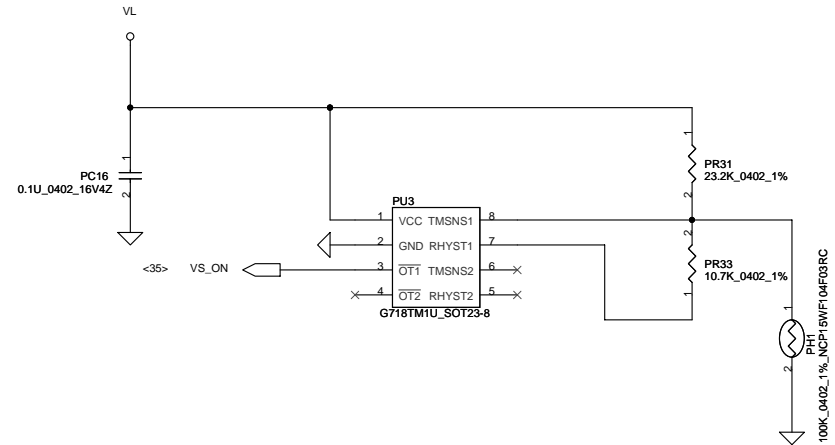 VL
1
PC16
0.1U_0402_16V4Z
2
1
PR31
23.2K_0402_1%
2
PU3
1 VCC TMSNS1 8
2 GND RHYST1 7
<35> VS_ON 3 OT1 TMSNS2 6
4 OT2 RHYST2 5
G718TM1U_SOT23-8
2
PR33
10.7K_0402_1%
1
1
PH1
100K_0402_1%_NCP15WF104F03RC
2